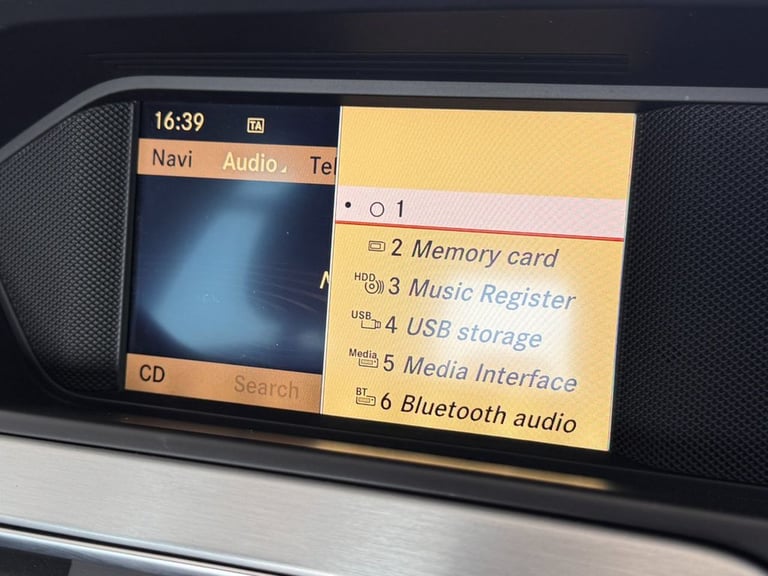 16:39 TA
Navi Audio Tel
1
2 Memory card
HDD 3 Music Register
USB 4 USB storage
Media 5 Media Interface
BT 6 Bluetooth audio
CD Search